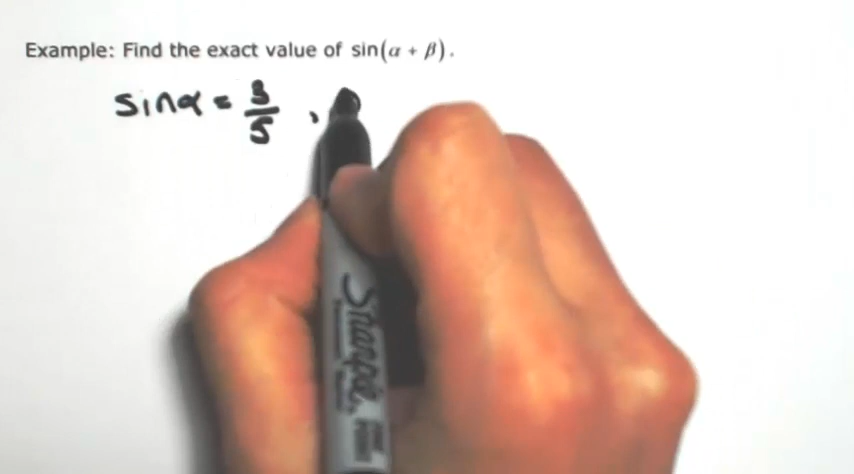 Example: Find the exact value of sin(α + β).
sinα = 3/5 ,
Sharpie